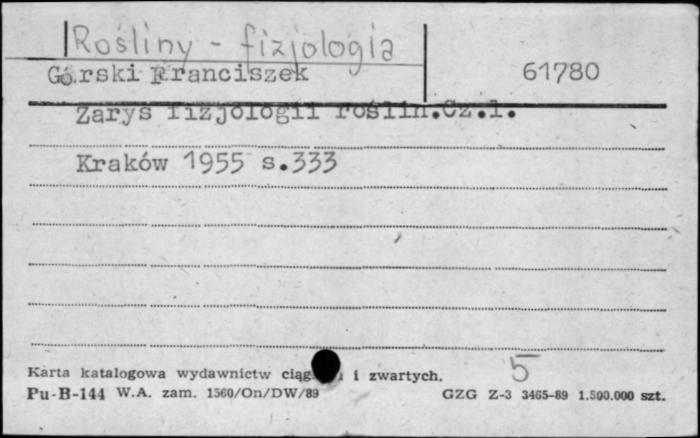 Rośliny - fizjologia
Górski Franciszek 61780
Zarys fizjologii roślin.Cz.1.
Kraków 1955 s.333
5
Karta katalogowa wydawnictw i zwartych.
Pu-B-144 W.A. zam. 1560/On/DW/89 GZG Z-3 3465-89 1.500.000 szt.